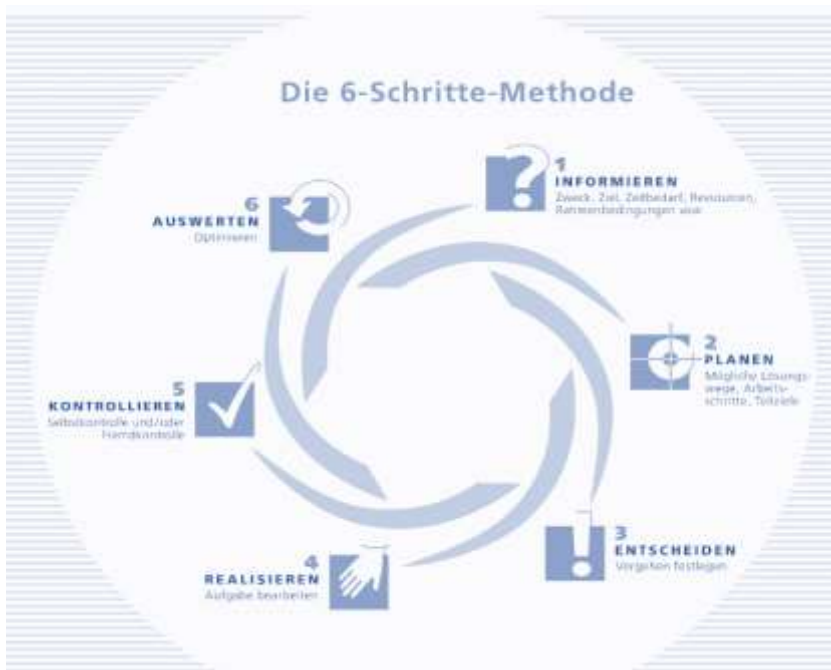 Die 6-Schritte-Methode
1
INFORMIEREN
Zweck, Ziel, Zeitbedarf, Ressourcen,
Rahmenbedingungen usw.
2
PLANEN
Mögliche Lösungs-
wege, Arbeits-
schritte, Teilziele
3
ENTSCHEIDEN
Vorgehen festlegen
4
REALISIEREN
Aufgabe bearbeiten
5
KONTROLLIEREN
Selbstkontrolle und/oder
Fremdkontrolle
6
AUSWERTEN
Optimieren